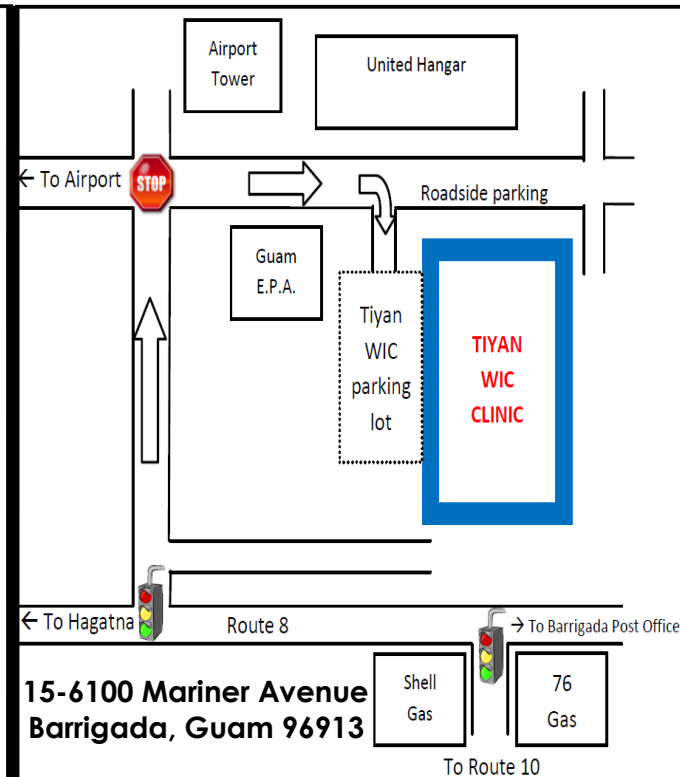 Airport
Tower
United Hangar
← To Airport
STOP
Roadside parking
Guam
E.P.A.
Tiyan
WIC
parking
lot
TIYAN
WIC
CLINIC
← To Hagatna
Route 8
→ To Barrigada Post Office
15-6100 Mariner Avenue
Barrigada, Guam 96913
Shell
Gas
76
Gas
To Route 10